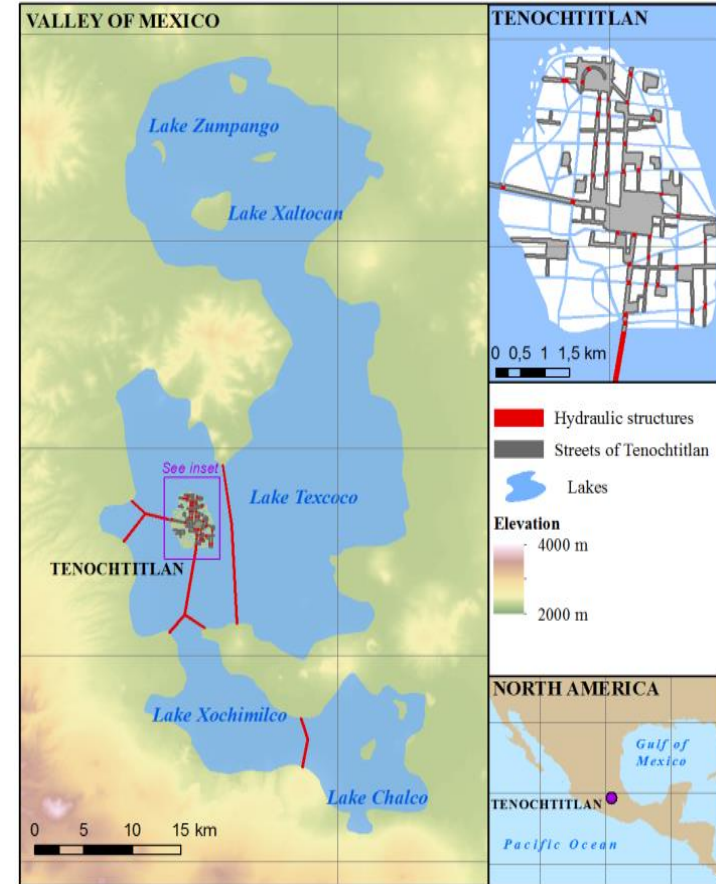 VALLEY OF MEXICO
Lake Zumpango
Lake Xaltocan
See inset
Lake Texcoco
TENOCHTITLAN
Lake Xochimilco
Lake Chalco
0 5 10 15 km
TENOCHTITLAN
0 0,5 1 1,5 km
Hydraulic structures
Streets of Tenochtitlan
Lakes
Elevation
4000 m
2000 m
NORTH AMERICA
Gulf of
Mexico
TENOCHTITLAN
Pacific Ocean